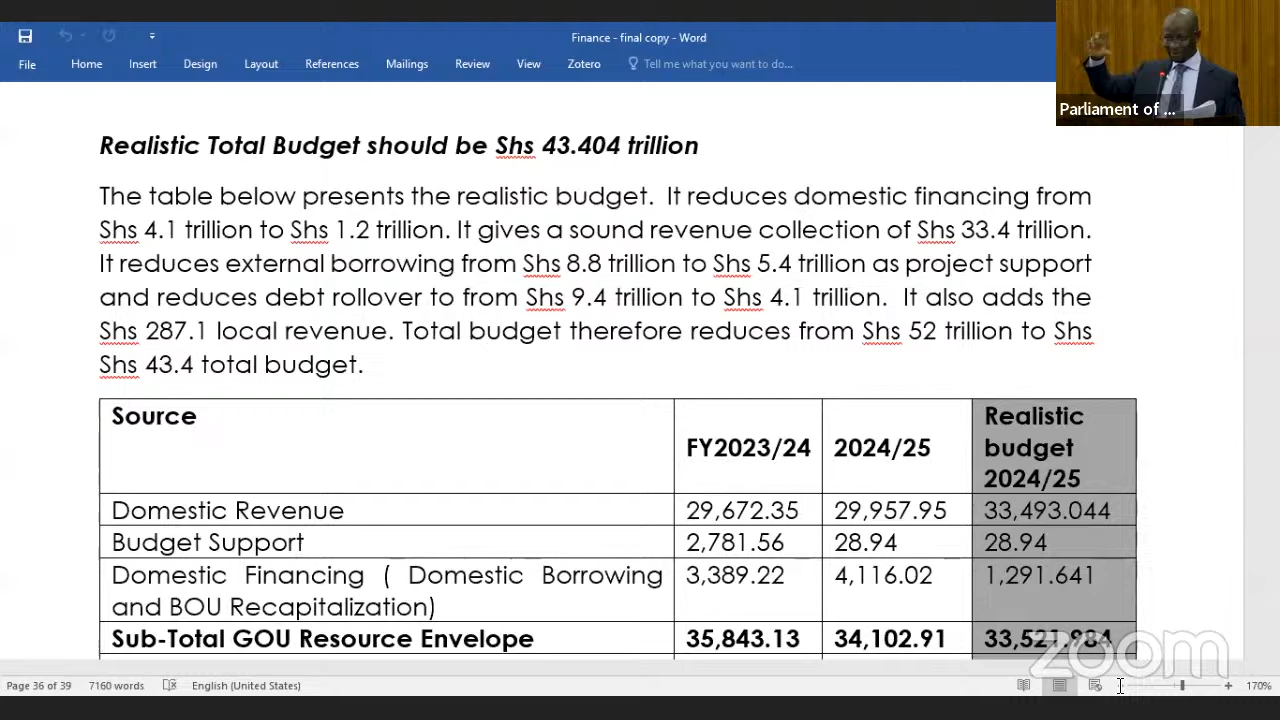 Finance - final copy - Word
File Home Insert Design Layout References Mailings Review View Zotero Tell me what you want to do...
Parliament of ...
Realistic Total Budget should be Shs 43.404 trillion
The table below presents the realistic budget. It reduces domestic financing from
Shs 4.1 trillion to Shs 1.2 trillion. It gives a sound revenue collection of Shs 33.4 trillion.
It reduces external borrowing from Shs 8.8 trillion to Shs 5.4 trillion as project support
and reduces debt rollover to from Shs 9.4 trillion to Shs 4.1 trillion. It also adds the
Shs 287.1 local revenue. Total budget therefore reduces from Shs 52 trillion to Shs
Shs 43.4 total budget.
Source FY2023/24 2024/25 Realistic
budget
2024/25
Domestic Revenue 29,672.35 29,957.95 33,493.044
Budget Support 2,781.56 28.94 28.94
Domestic Financing ( Domestic Borrowing 3,389.22 4,116.02 1,291.641
and BOU Recapitalization)
Sub-Total GOU Resource Envelope 35,843.13 34,102.91 33,521.984
zoom
Page 36 of 39 7160 words English (United States) 170%